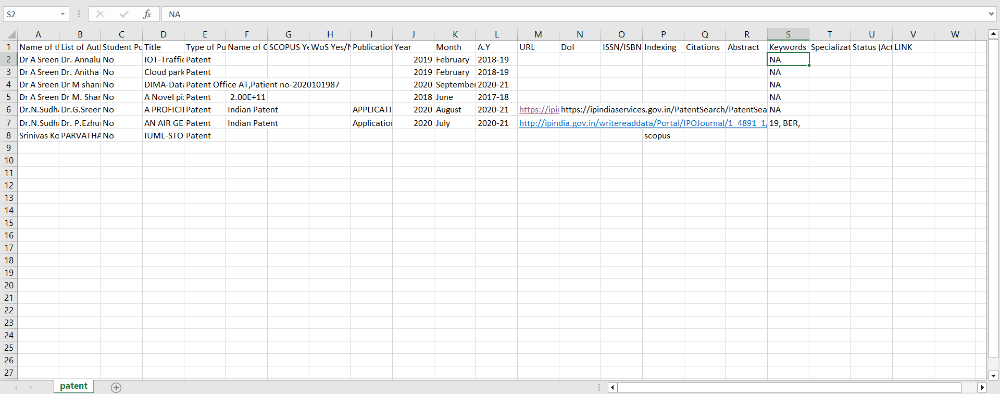 S2 fx NA
A B C D E F G H I J K L M N O P Q R S T U V W
1 Name of t List of Aut Student Pu Title Type of Pu Name of C SCOPUS Ye WoS Yes/N Publication Year Month A.Y URL DoI ISSN/ISBN Indexing Citations Abstract Keywords Specializat Status (Act LINK
2 Dr A Sreen Dr. Annalu No IOT-Traffic Patent 2019 February 2018-19 NA
3 Dr A Sreen Dr. Anitha No Cloud park Patent 2019 February 2018-19 NA
4 Dr A Sreen Dr M shan No DIMA-Data Patent Office AT,Patient no-2020101987 2020 September 2020-21 NA
5 Dr A Sreen Dr M. Shar No A Novel pi Patent 2.00E+11 2018 June 2017-18 NA
6 Dr.N.Sudha Dr.G.Sreen No A PROFICI Patent Indian Patent APPLICATI 2020 August 2020-21 https://ipi https://ipindiaservices.gov.in/PatentSearch/PatentSea NA
7 Dr.N.Sudha Dr. P.Ezhu No AN AIR GE Patent Indian Patent Application 2020 July 2020-21 http://ipindia.gov.in/writereaddata/Portal/IPOJournal/1_4891_1/ 19, BER,
8 Srinivas Ko PARVATHA No IUML-STO Patent scopus
9
10
11
12
13
14
15
16
17
18
19
20
21
22
23
24
25
26
27
patent